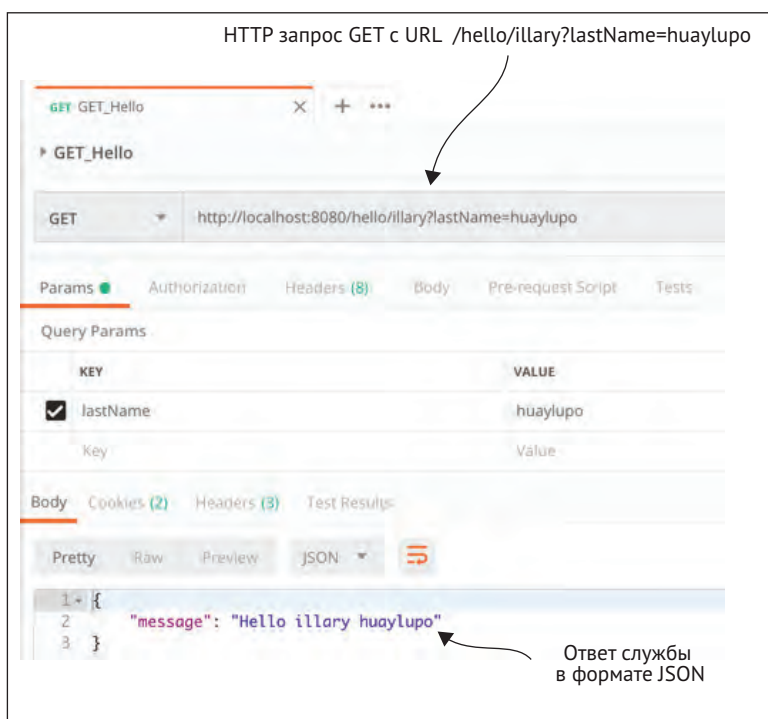 HTTP запрос GET с URL /hello/illary?lastName=huaylupo
GET GET_Hello × + •••
GET_Hello
GET http://localhost:8080/hello/illary?lastName=huaylupo
Params Authorization Headers (8) Body Pre-request Script Tests
Query Params
KEY VALUE
lastName huaylupo
Key Value
Body Cookies (2) Headers (3) Test Results
Pretty Raw Preview JSON
1 {
2 "message": "Hello illary huaylupo"
3 }
Ответ службы
в формате JSON